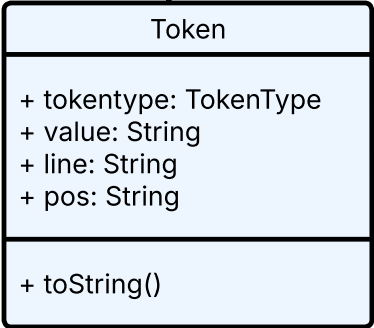 Token
+ tokentype: TokenType
+ value: String
+ line: String
+ pos: String
+ toString()